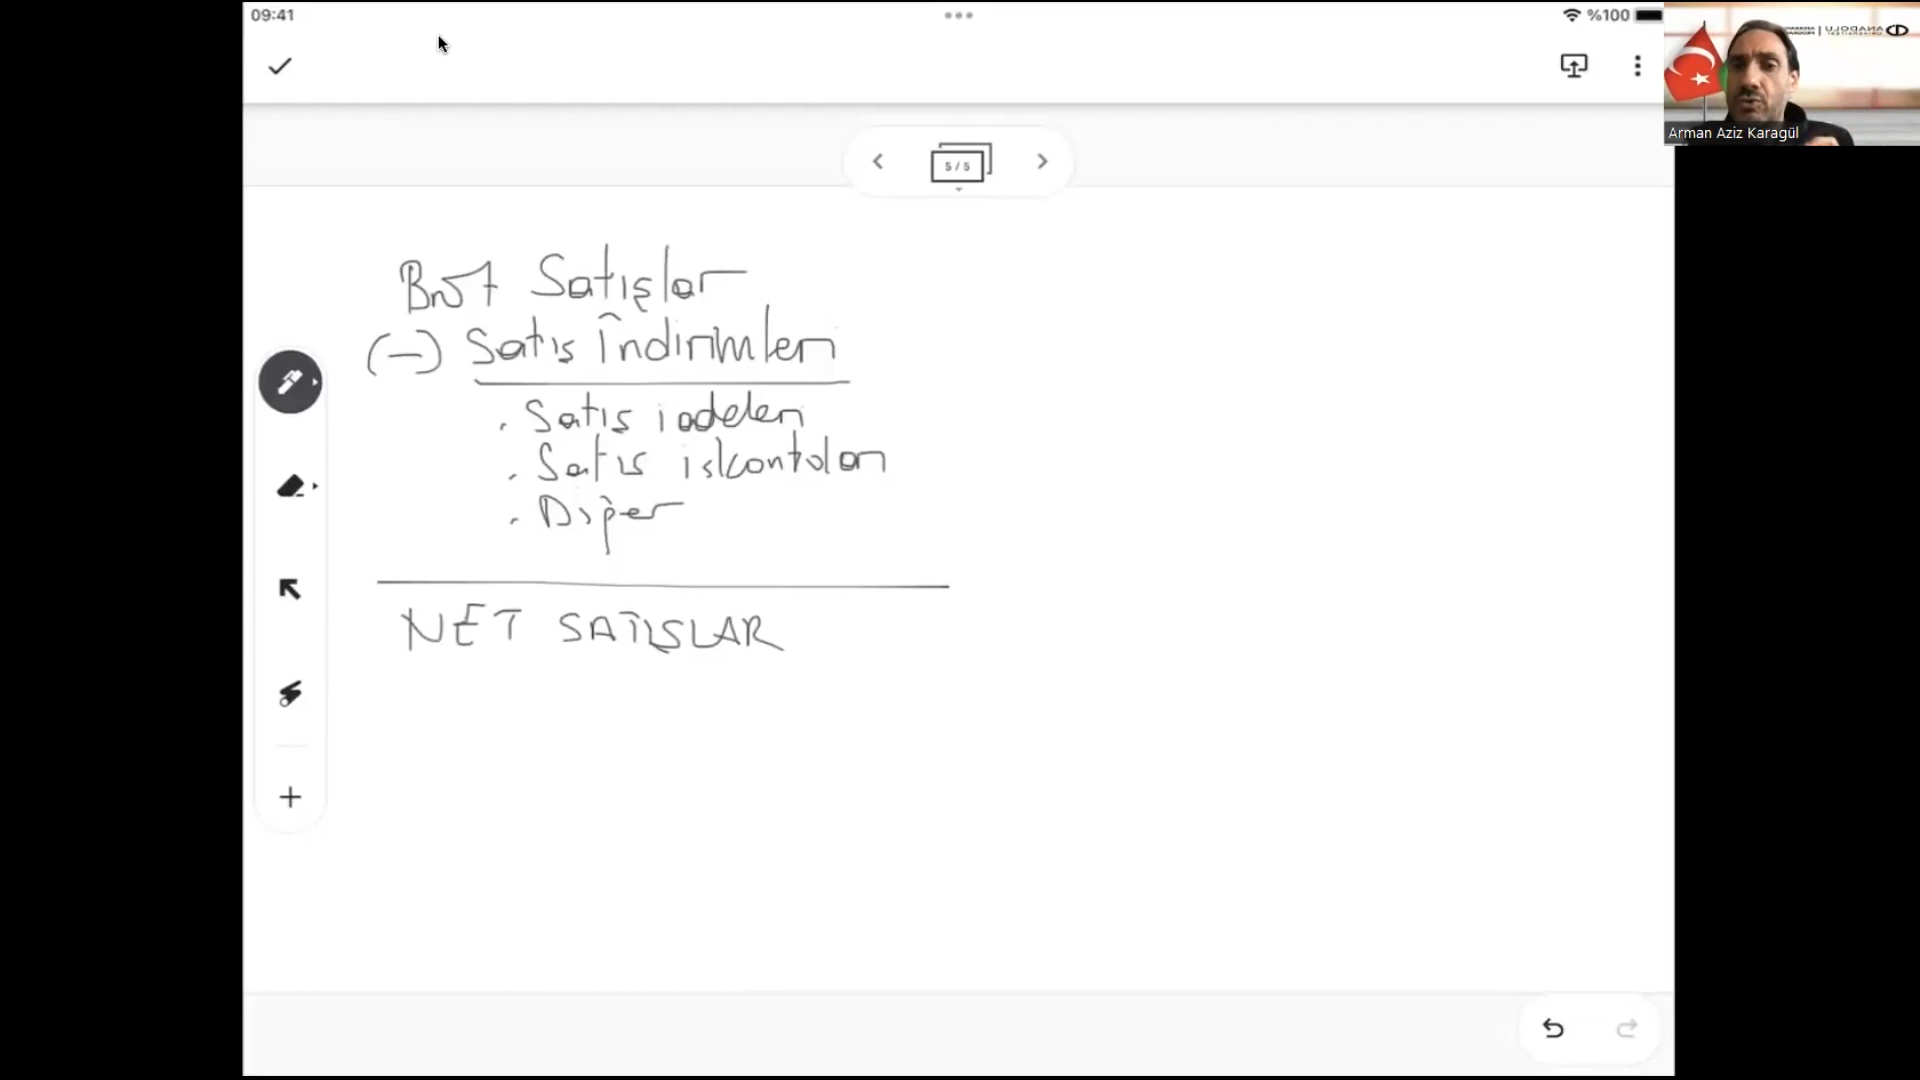 09:41
%100
5 / 5
Arman Aziz Karagül
Brüt Satışlar
(-) Satış İndirimleri
. Satış iadeleri
. Satış iskontoları
. Diğer
NET SATIŞLAR